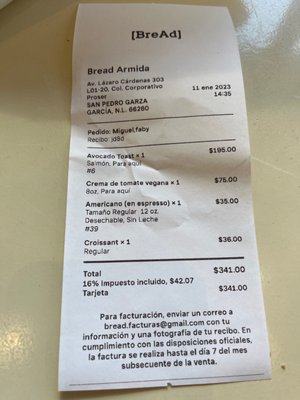 [BreAd]
Bread Armida
Av. Lázaro Cárdenas 303
L01-20, Col. Corporativo
Proser
SAN PEDRO GARZA
GARCÍA, N.L. 66260
11 ene 2023
14:35
Pedido: Miguel,faby
Recibo: jd8d
Avocado Toast × 1 $195.00
Salmón, Para aquí
#6
Crema de tomate vegana × 1 $75.00
8oz, Para aquí
Americano (en espresso) × 1 $35.00
Tamaño Regular 12 oz,
Desechable, Sin Leche
#39
Croissant × 1 $36.00
Regular
Total $341.00
16% Impuesto incluido, $42.07
Tarjeta $341.00
Para facturación, enviar un correo a
bread.facturas@gmail.com con tu
información y una fotografía de tu recibo. En
cumplimiento con las disposiciones oficiales,
la factura se realiza hasta el día 7 del mes
subsecuente de la venta.